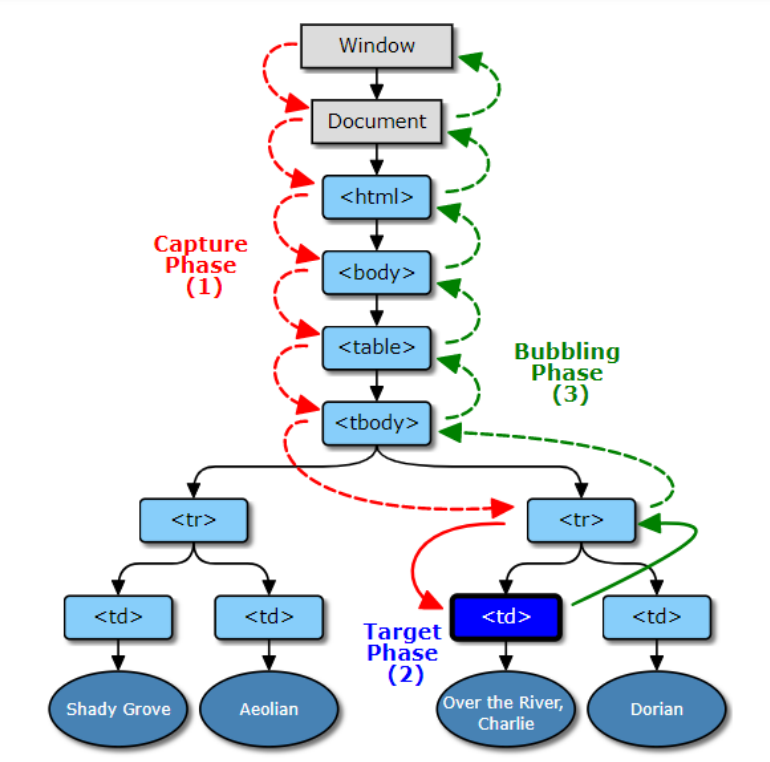 Window
Document
<html>
Capture
Phase
(1)
<body>
<table>
Bubbling
Phase
(3)
<tbody>
<tr>
<tr>
<td>
<td>
<td>
<td>
Target
Phase
(2)
Shady Grove
Aeolian
Over the River,
Charlie
Dorian